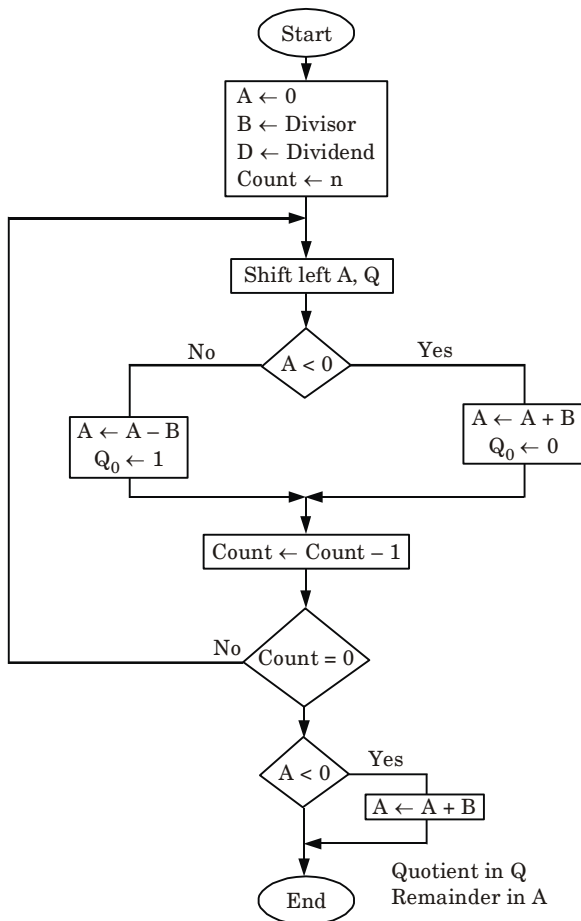 Start
A ← 0
B ← Divisor
D ← Dividend
Count ← n
Shift left A, Q
No
A < 0
Yes
A ← A – B
Q₀ ← 1
A ← A + B
Q₀ ← 0
Count ← Count – 1
No
Count = 0
A < 0
Yes
A ← A + B
End
Quotient in Q
Remainder in A